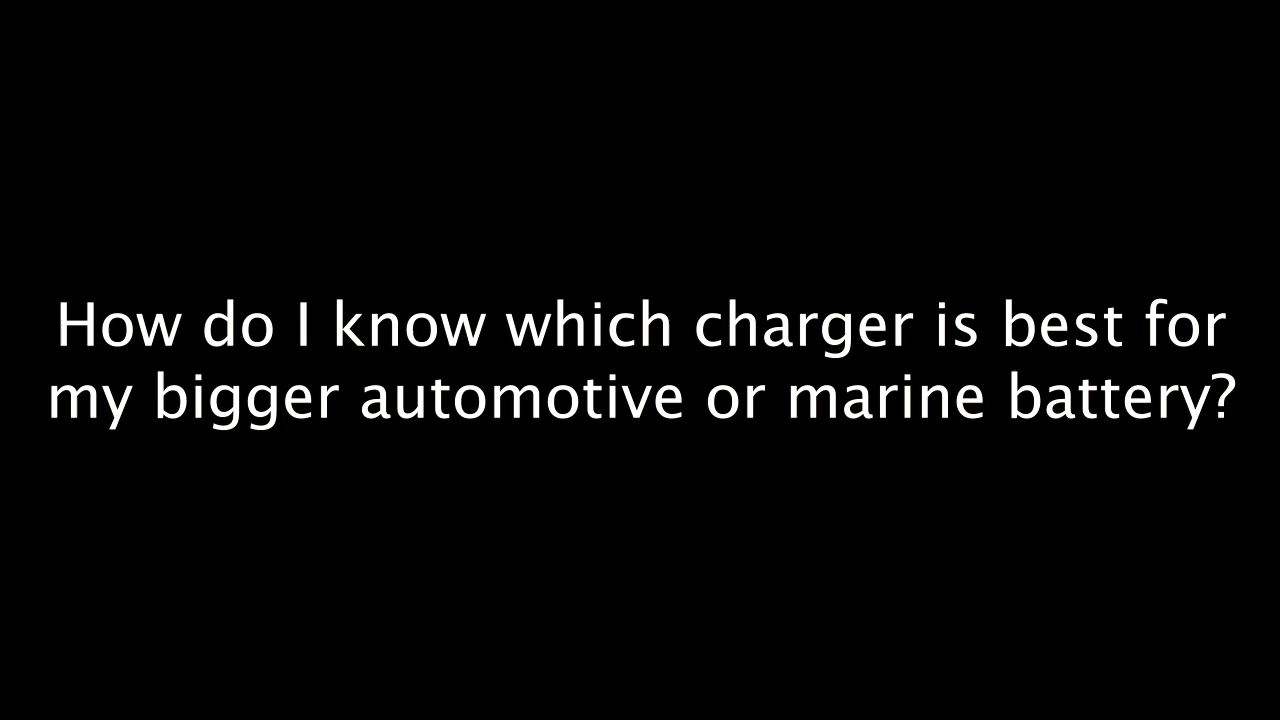 How do I know which charger is best for
my bigger automotive or marine battery?